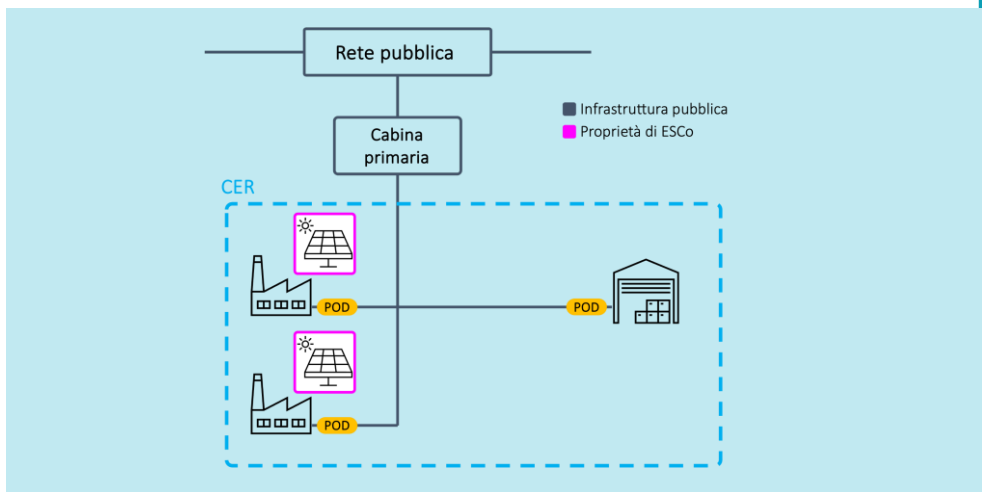 Rete pubblica
Infrastruttura pubblica
Proprietà di ESCo
Cabina
primaria
CER
POD
POD
POD